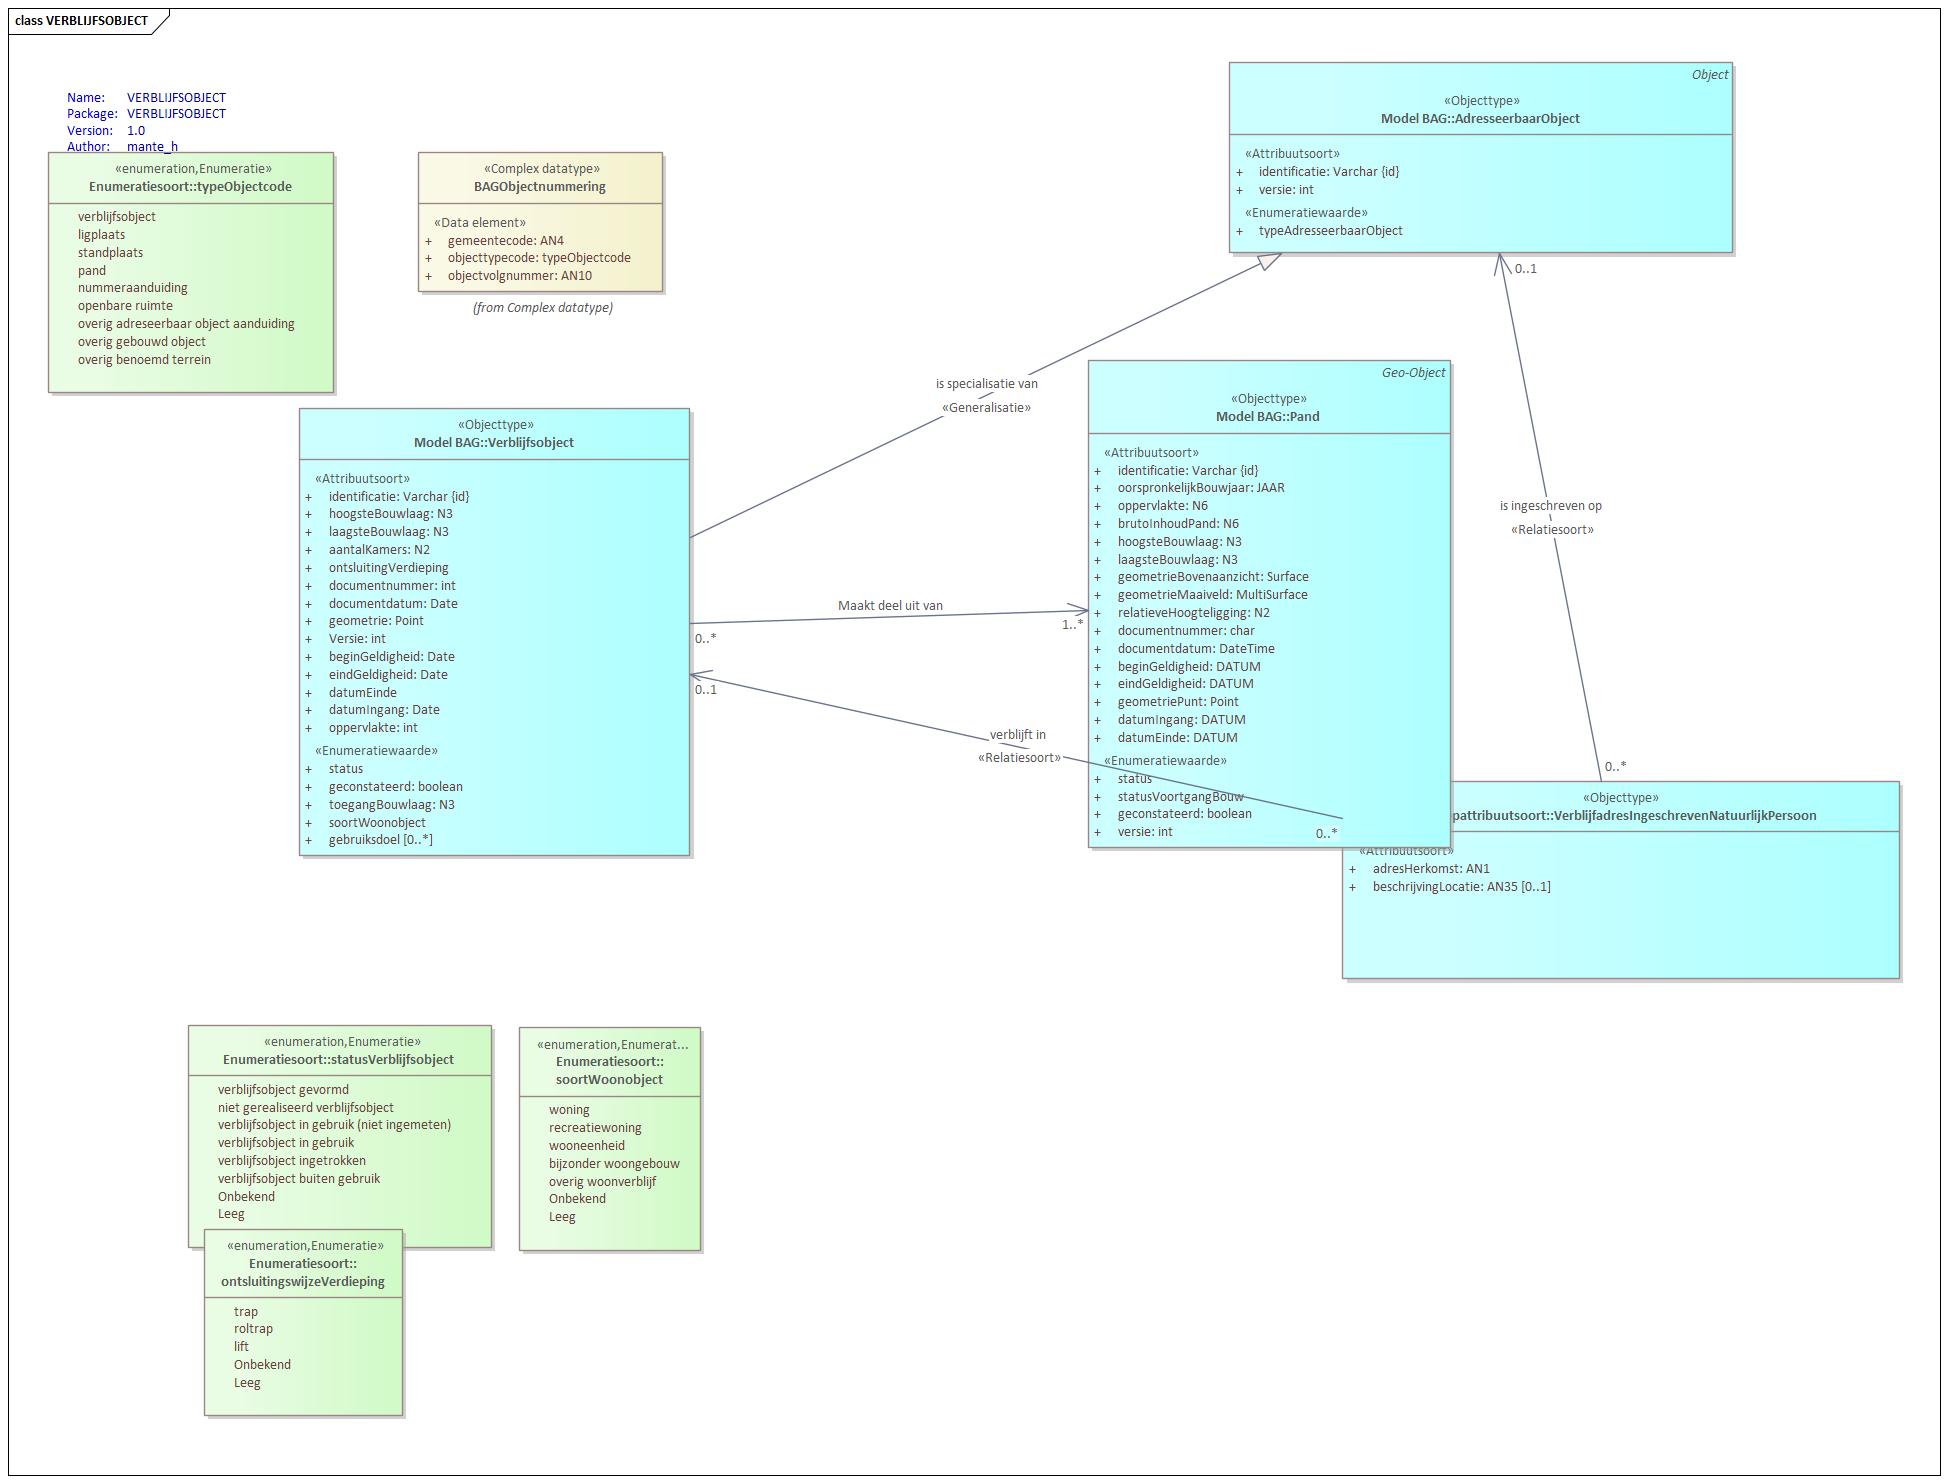 class VERBLIJFSOBJECT
Name: VERBLIJFSOBJECT
Package: VERBLIJFSOBJECT
Version: 1.0
Author: mante_h
«enumeration,Enumeratie»
Enumeratiesoort::typeObjectcode
verblijfsobject
ligplaats
standplaats
pand
nummeraanduiding
openbare ruimte
overig adreseerbaar object aanduiding
overig gebouwd object
overig benoemd terrein
«Complex datatype»
BAGObjectnummering
«Data element»
+ gemeentecode: AN4
+ objecttypecode: typeObjectcode
+ objectvolgnummer: AN10
(from Complex datatype)
Object
«Objecttype»
Model BAG::AdresseerbaarObject
«Attribuutsoort»
+ identificatie: Varchar {id}
+ versie: int
«Enumeratiewaarde»
+ typeAdresseerbaarObject
0..1
is specialisatie van
«Generalisatie»
«Objecttype»
Model BAG::Verblijfsobject
«Attribuutsoort»
+ identificatie: Varchar {id}
+ hoogsteBouwlaag: N3
+ laagsteBouwlaag: N3
+ aantalKamers: N2
+ ontsluitingVerdieping
+ documentnummer: int
+ documentdatum: Date
+ geometrie: Point
+ Versie: int
+ beginGeldigheid: Date
+ eindGeldigheid: Date
+ datumEinde
+ datumIngang: Date
+ oppervlakte: int
«Enumeratiewaarde»
+ status
+ geconstateerd: boolean
+ toegangBouwlaag: N3
+ soortWoonobject
+ gebruiksdoel [0..*]
Maakt deel uit van
0..*
1..*
0..1
verblijft in
«Relatiesoort»
Geo-Object
«Objecttype»
Model BAG::Pand
«Attribuutsoort»
+ identificatie: Varchar {id}
+ oorspronkelijkBouwjaar: JAAR
+ oppervlakte: N6
+ brutoInhoudPand: N6
+ hoogsteBouwlaag: N3
+ laagsteBouwlaag: N3
+ geometrieBovenaanzicht: Surface
+ geometrieMaaiveld: MultiSurface
+ relatieveHoogteligging: N2
+ documentnummer: char
+ documentdatum: DateTime
+ beginGeldigheid: DATUM
+ eindGeldigheid: DATUM
+ geometriePunt: Point
+ datumIngang: DATUM
+ datumEinde: DATUM
«Enumeratiewaarde»
+ status
+ statusVoortgangBouw
+ geconstateerd: boolean
+ versie: int
0..*
is ingeschreven op
«Relatiesoort»
0..*
«Objecttype»
pattribuutsoort::VerblijfadresIngeschrevenNatuurlijkPersoon
«Attribuutsoort»
+ adresHerkomst: AN1
+ beschrijvingLocatie: AN35 [0..1]
«enumeration,Enumeratie»
Enumeratiesoort::statusVerblijfsobject
verblijfsobject gevormd
niet gerealiseerd verblijfsobject
verblijfsobject in gebruik (niet ingemeten)
verblijfsobject in gebruik
verblijfsobject ingetrokken
verblijfsobject buiten gebruik
Onbekend
Leeg
«enumeration,Enumerat...
Enumeratiesoort::
soortWoonobject
woning
recreatiewoning
wooneenheid
bijzonder woongebouw
overig woonverblijf
Onbekend
Leeg
«enumeration,Enumeratie»
Enumeratiesoort::
ontsluitingswijzeVerdieping
trap
roltrap
lift
Onbekend
Leeg